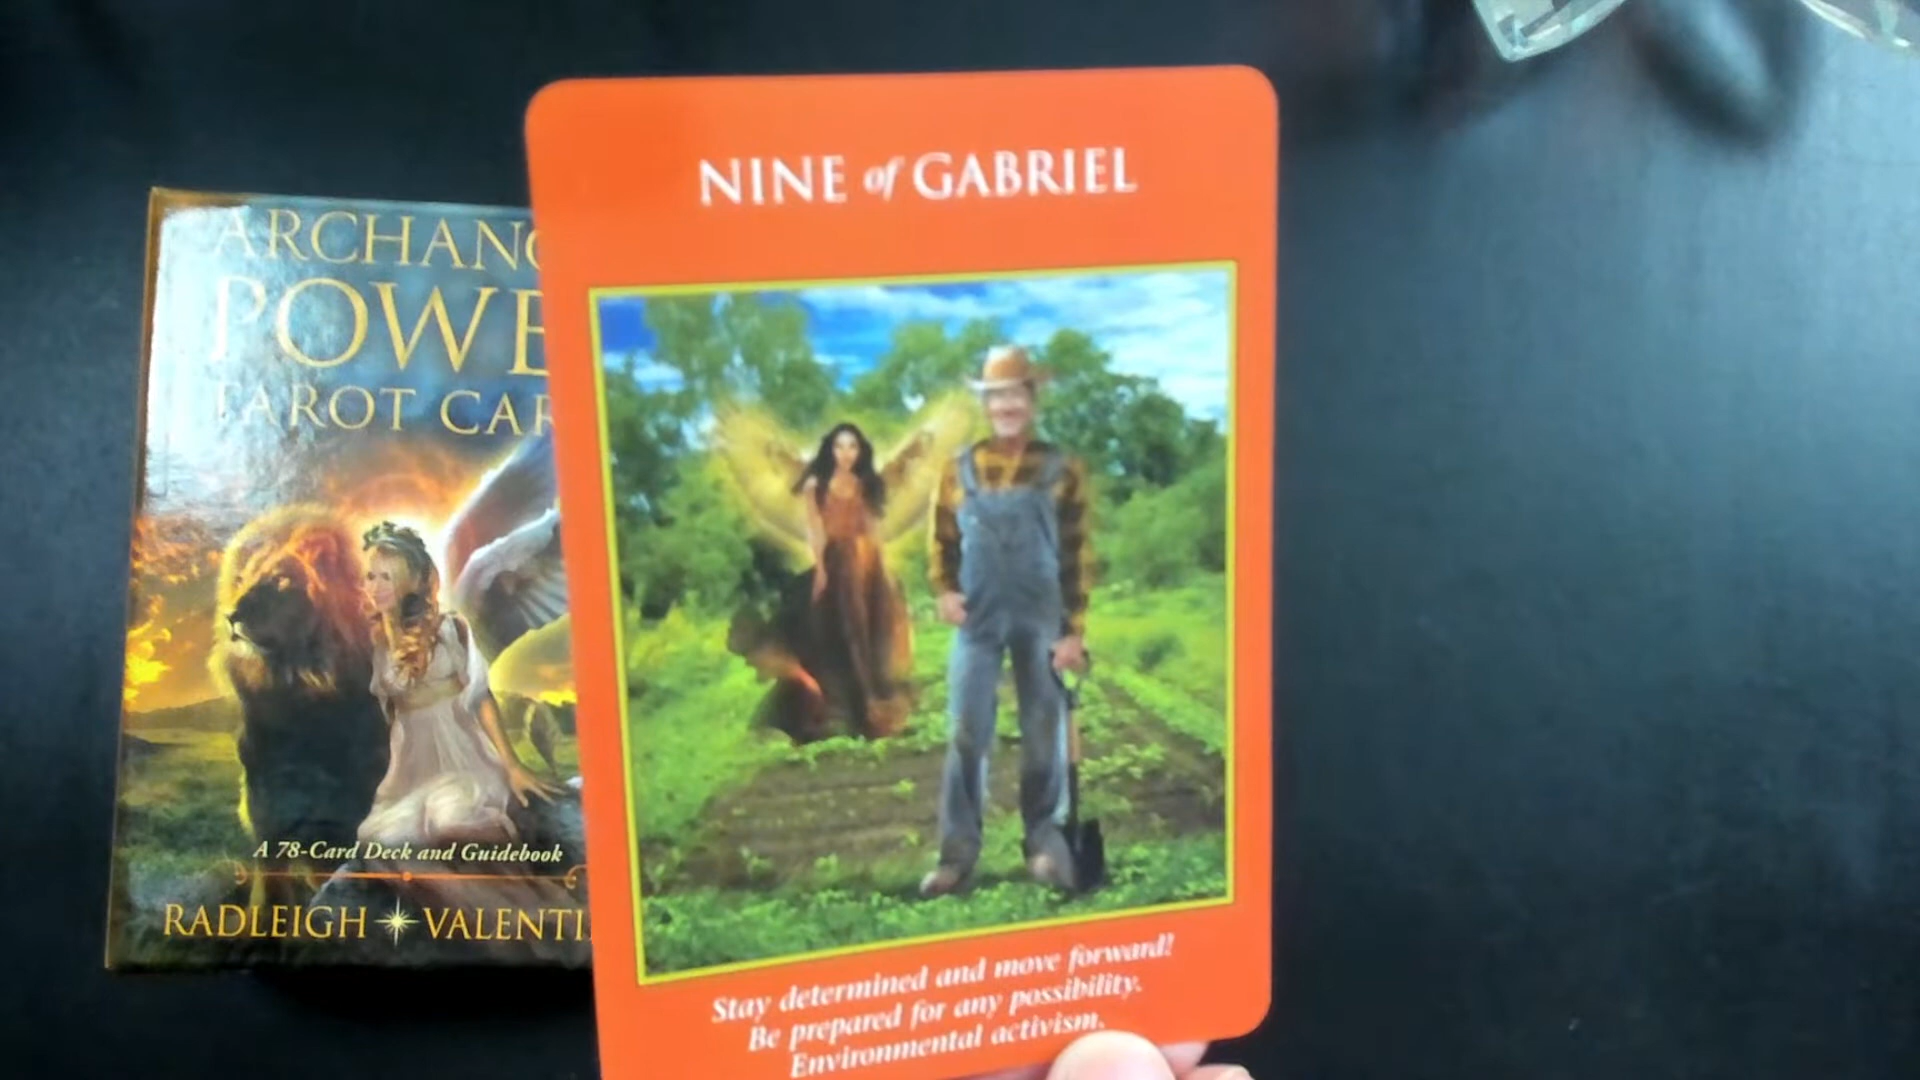 NINE of GABRIEL
Stay determined and move forward!
Be prepared for any possibility.
Environmental activism.
ARCHANG
POWE
TAROT CAR
A 78-Card Deck and Guidebook
RADLEIGH VALENTI